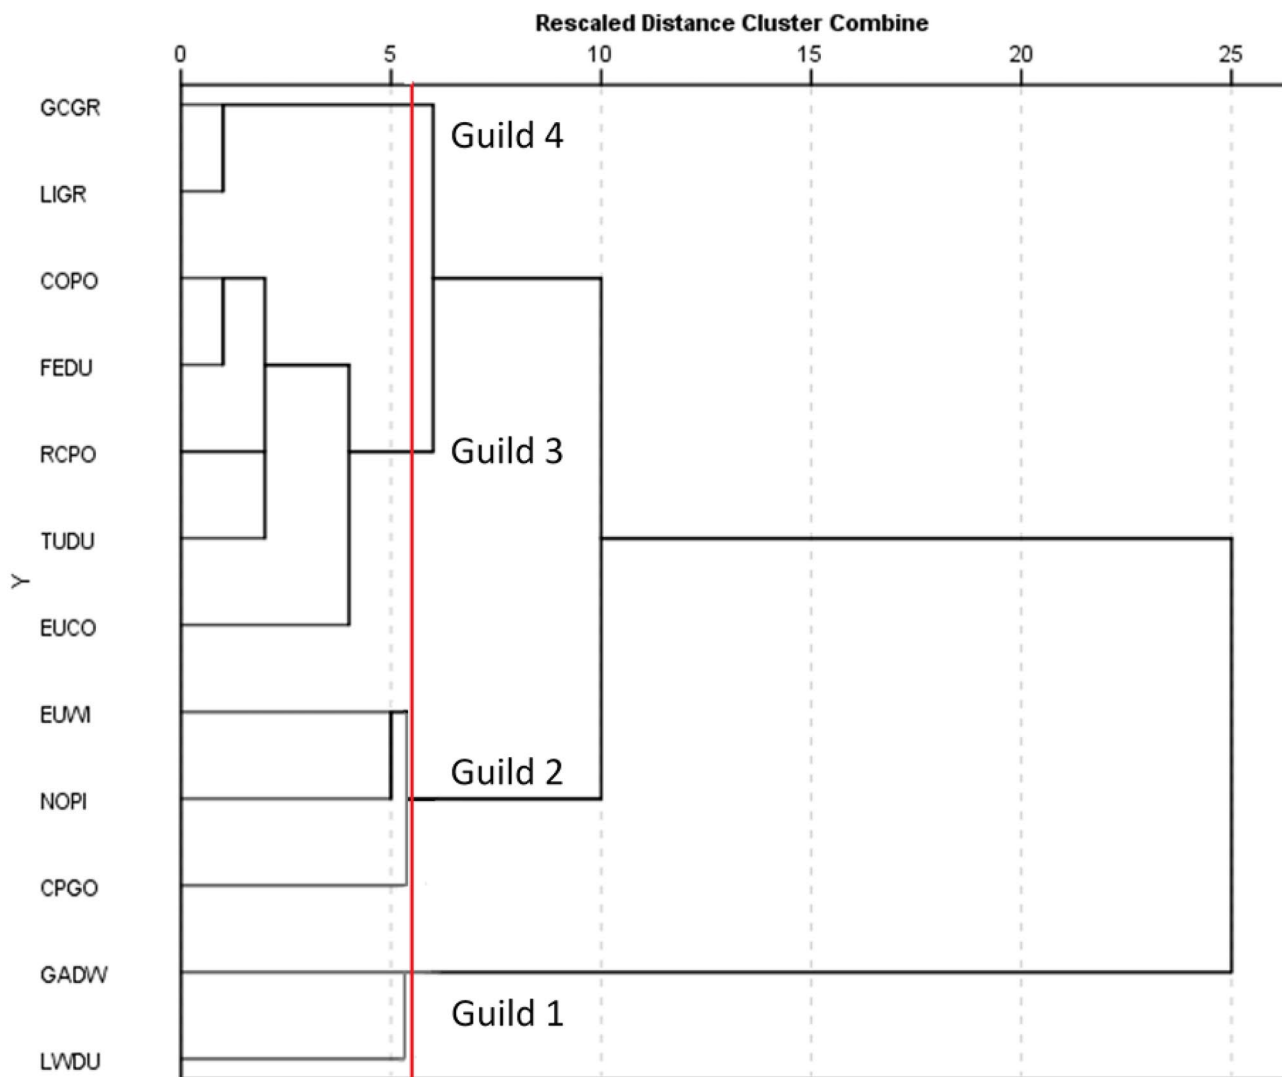 Rescaled Distance Cluster Combine
0 5 10 15 20 25
GCGR
Guild 4
LIGR
COPO
FEDU
RCPO
Guild 3
TUDU
Y
EUCO
EUWI
Guild 2
NOPI
CPGO
GADW
Guild 1
LWDU